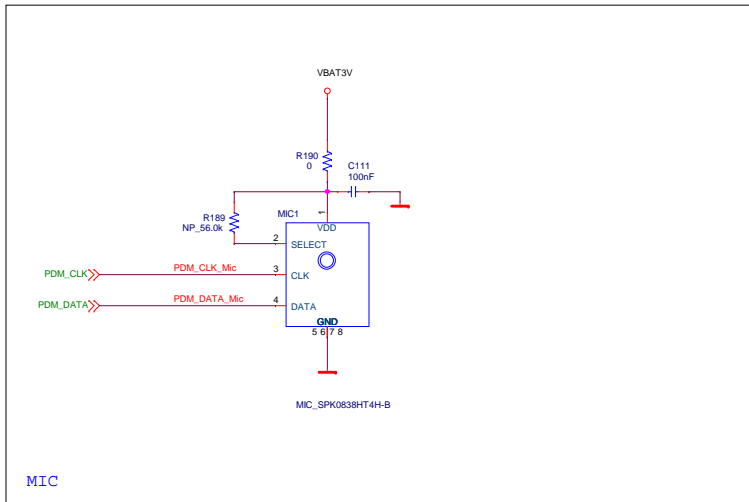 VBAT3V
R190
0
C111
100nF
R189
NP_56.0k
MIC1
1
VDD
2
SELECT
PDM_CLK
PDM_CLK_Mic
3
CLK
PDM_DATA
PDM_DATA_Mic
4
DATA
GND
5 6 7 8
MIC_SPK0838HT4H-B
MIC